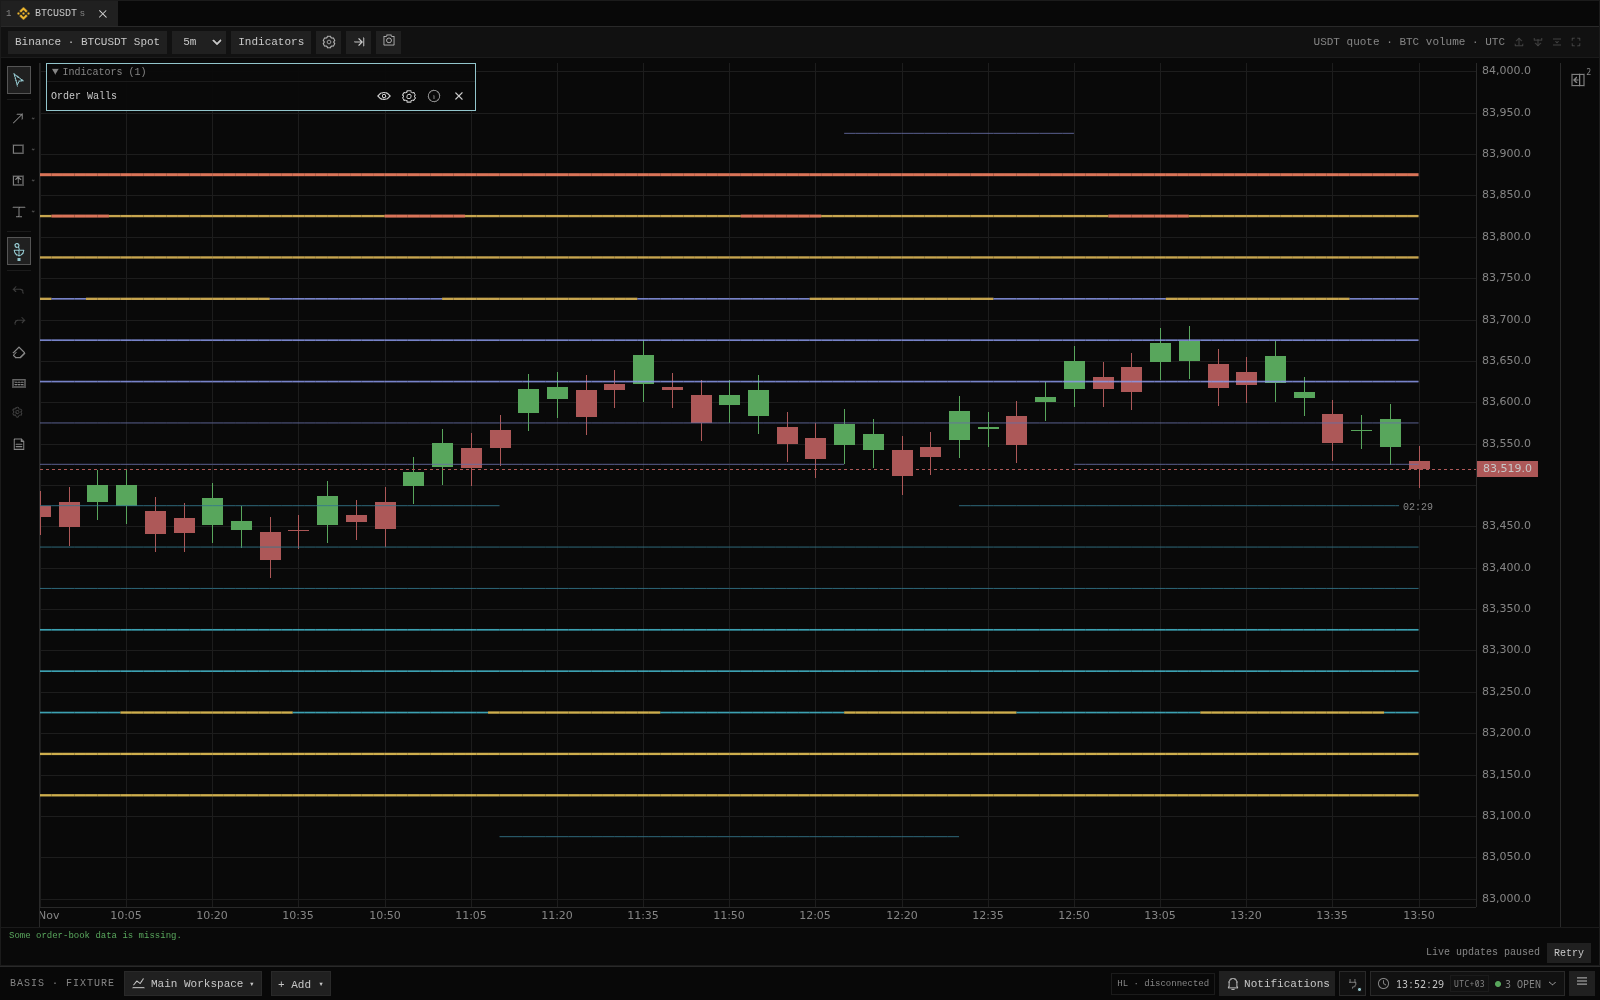 1 BTCUSDT s
Binance · BTCUSDT Spot 5m Indicators USDT quote · BTC volume · UTC
▼ Indicators (1)
Order Walls
2
84,000.0
83,950.0
83,900.0
83,850.0
83,800.0
83,750.0
83,700.0
83,650.0
83,600.0
83,550.0
83,519.0
02:29
83,450.0
83,400.0
83,350.0
83,300.0
83,250.0
83,200.0
83,150.0
83,100.0
83,050.0
83,000.0
Nov 10:05 10:20 10:35 10:50 11:05 11:20 11:35 11:50 12:05 12:20 12:35 12:50 13:05 13:20 13:35 13:50
Some order-book data is missing.
Live updates paused Retry
BASIS · FIXTURE Main Workspace + Add HL · disconnected Notifications 13:52:29 UTC+03 3 OPEN